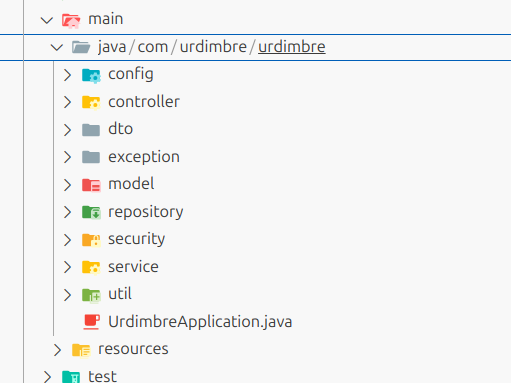 main
java/com/urdimbre/urdimbre
config
controller
dto
exception
model
repository
security
service
util
UrdimbreApplication.java
resources
test